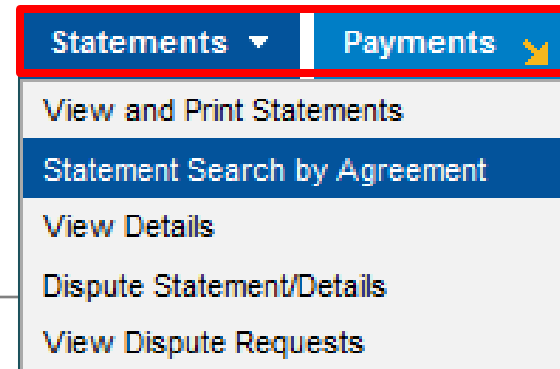 Statements Payments
View and Print Statements
Statement Search by Agreement
View Details
Dispute Statement/Details
View Dispute Requests